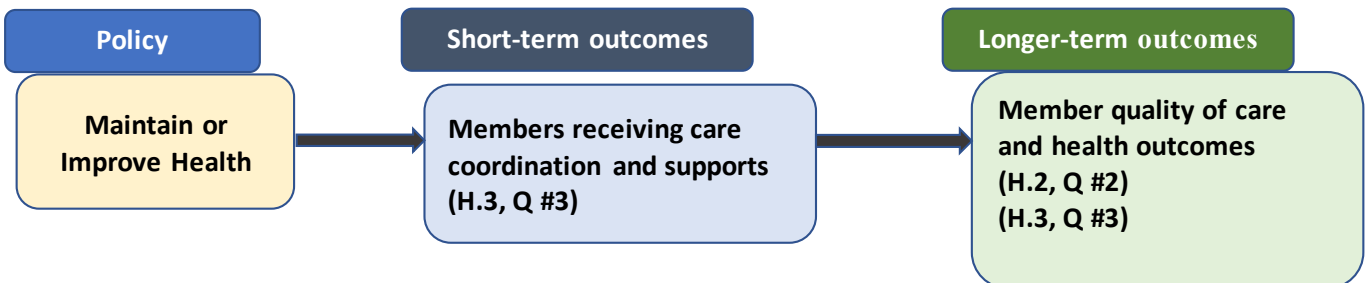 Policy
Short-term outcomes
Longer-term outcomes
Maintain or
Improve Health
Members receiving care
coordination and supports
(H.3, Q #3)
Member quality of care
and health outcomes
(H.2, Q #2)
(H.3, Q #3)